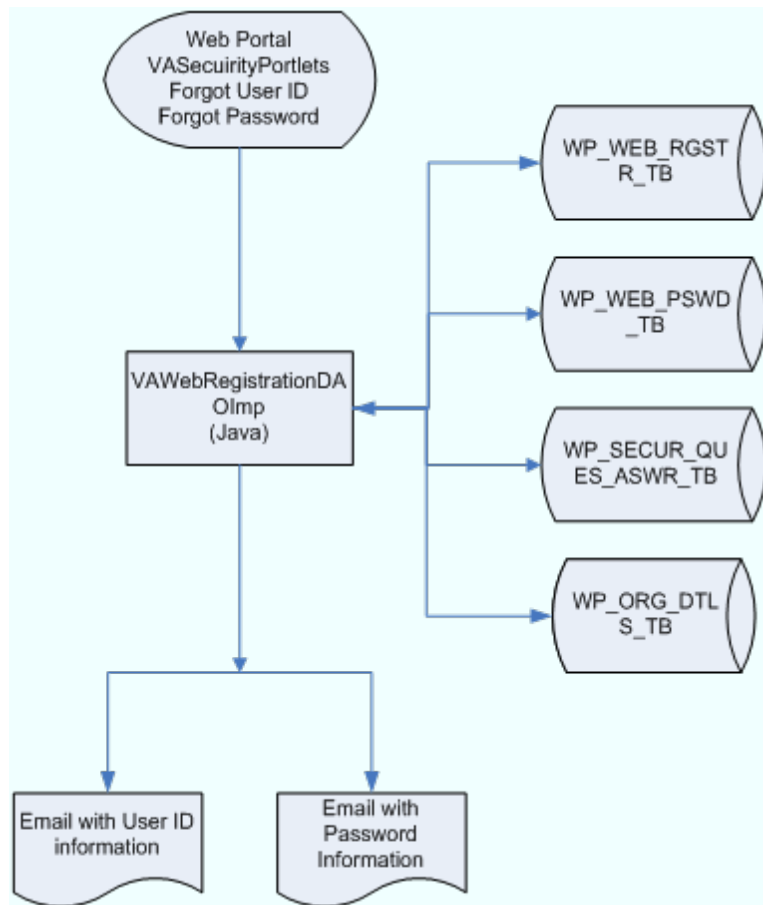 Web Portal
VASecuirityPortlets
Forgot User ID
Forgot Password
WP_WEB_RGST
R_TB
WP_WEB_PSWD
_TB
VAWebRegistrationDA
OImp
(Java)
WP_SECUR_QU
ES_ASWR_TB
WP_ORG_DTL
S_TB
Email with User ID
information
Email with
Password
Information